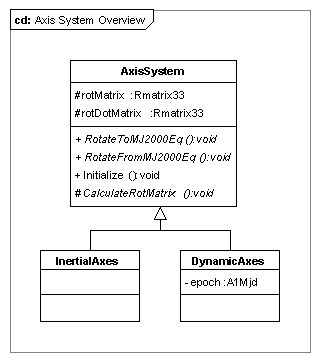 cd: Axis System Overview
AxisSystem
#rotMatrix :Rmatrix33
#rotDotMatrix :Rmatrix33
+ RotateToMJ2000Eq ():void
+ RotateFromMJ2000Eq ():void
+ Initialize ():void
# CalculateRotMatrix ():void
InertialAxes
DynamicAxes
- epoch :A1Mjd